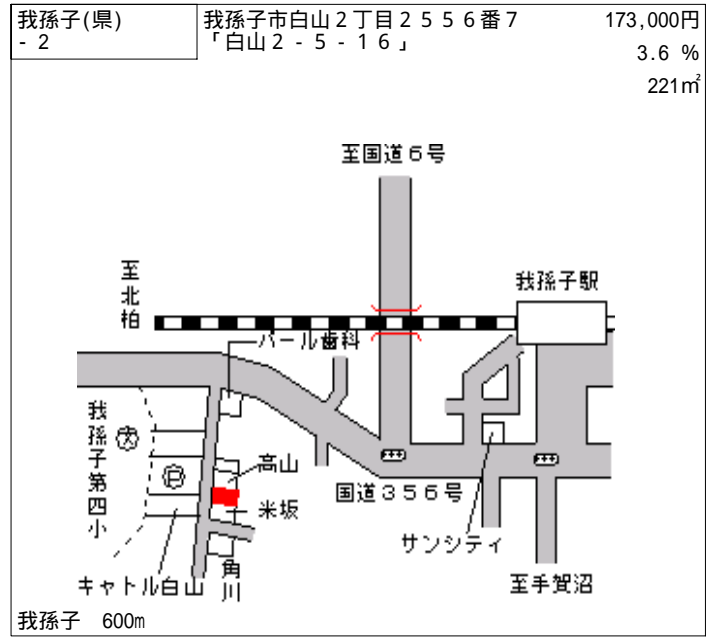 我孫子(県)
- 2
我孫子市白山２丁目２５５６番７
「白山２-５-１６」
173,000円
3.6 %
221㎡
至国道６号
至北柏
我孫子駅
パール歯科
我孫子第四小
文
P
高山
米坂
国道３５６号
サンシティ
キャトル白山
角川
至手賀沼
我孫子 600m